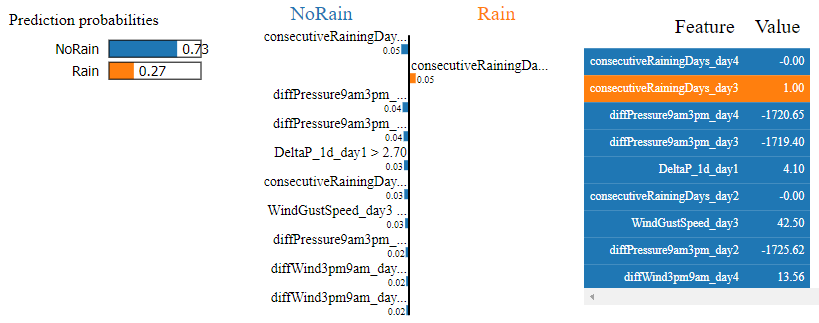 Prediction probabilities
NoRain 0.73
Rain 0.27
NoRain Rain
consecutiveRainingDay...
0.05
consecutiveRainingDa...
0.05
diffPressure9am3pm_...
0.04
diffPressure9am3pm_...
0.04
DeltaP_1d_day1 > 2.70
0.03
consecutiveRainingDay...
0.03
WindGustSpeed_day3 ...
0.03
diffPressure9am3pm_...
0.02
diffWind3pm9am_day...
0.02
diffWind3pm9am_day...
0.02
Feature Value
consecutiveRainingDays_day4 -0.00
consecutiveRainingDays_day3 1.00
diffPressure9am3pm_day4 -1720.65
diffPressure9am3pm_day3 -1719.40
DeltaP_1d_day1 4.10
consecutiveRainingDays_day2 -0.00
WindGustSpeed_day3 42.50
diffPressure9am3pm_day2 -1725.62
diffWind3pm9am_day4 13.56